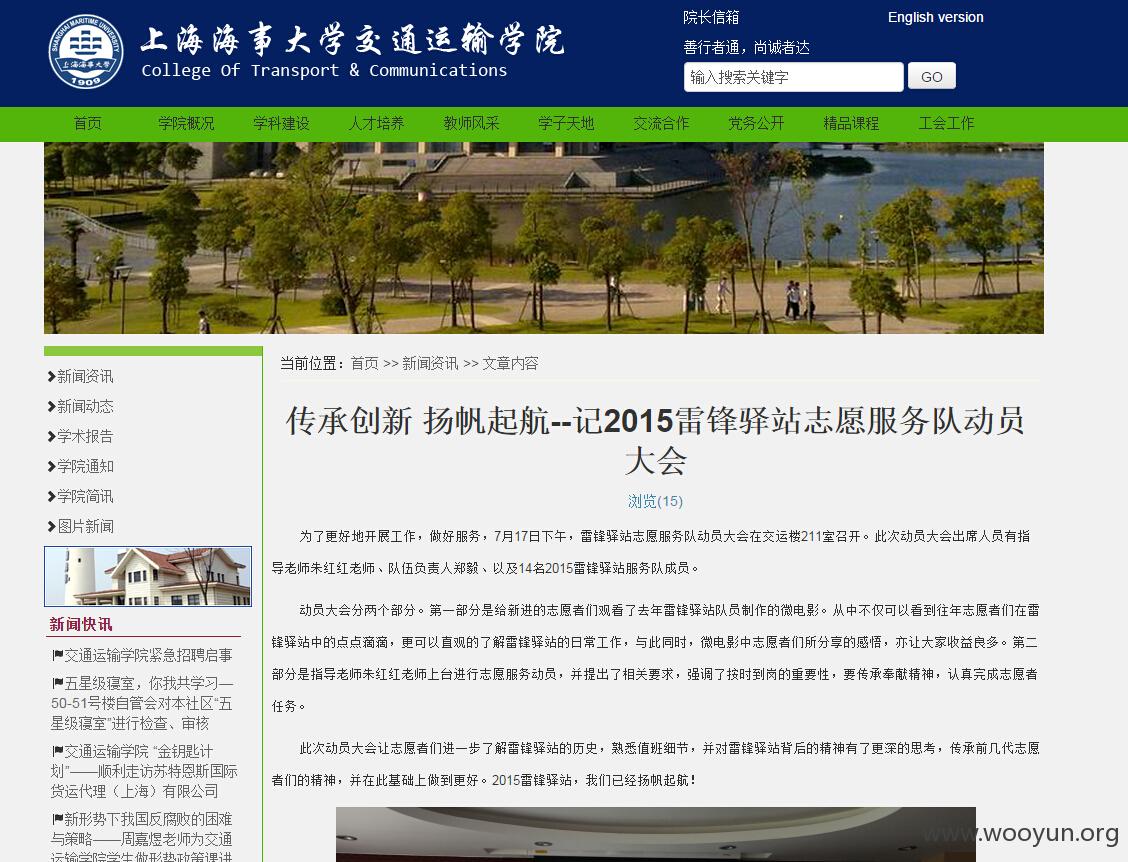 上海海事大学交通运输学院
College Of Transport & Communications
SHANGHAI MARITIME UNIVERSITY
上海海事大学
1909
院长信箱
English version
善行者通，尚诚者达
输入搜索关键字
GO
首页 学院概况 学科建设 人才培养 教师风采 学子天地 交流合作 党务公开 精品课程 工会工作
新闻资讯
新闻动态
学术报告
学院通知
学院简讯
图片新闻
新闻快讯
交通运输学院紧急招聘启事
五星级寝室，你我共学习—
50-51号楼自管会对本社区“五
星级寝室”进行检查、审核
交通运输学院 “金钥匙计
划”——顺利走访苏特恩斯国际
货运代理（上海）有限公司
新形势下我国反腐败的困难
与策略——周嘉煜老师为交通
运输学院学生做形势政策课讲
当前位置：首页 >> 新闻资讯 >> 文章内容
传承创新 扬帆起航--记2015雷锋驿站志愿服务队动员
大会
浏览(15)
为了更好地开展工作，做好服务，7月17日下午，雷锋驿站志愿服务队动员大会在交运楼211室召开。此次动员大会出席人员有指
导老师朱红红老师、队伍负责人郑毅、以及14名2015雷锋驿站服务队成员。
动员大会分两个部分。第一部分是给新进的志愿者们观看了去年雷锋驿站队员制作的微电影。从中不仅可以看到往年志愿者们在雷
锋驿站中的点点滴滴，更可以直观的了解雷锋驿站的日常工作，与此同时，微电影中志愿者们所分享的感悟，亦让大家收益良多。第二
部分是指导老师朱红红老师上台进行志愿服务动员，并提出了相关要求，强调了按时到岗的重要性，要传承奉献精神，认真完成志愿者
任务。
此次动员大会让志愿者们进一步了解雷锋驿站的历史，熟悉值班细节，并对雷锋驿站背后的精神有了更深的思考，传承前几代志愿
者们的精神，并在此基础上做到更好。2015雷锋驿站，我们已经扬帆起航！
www.wooyun.org